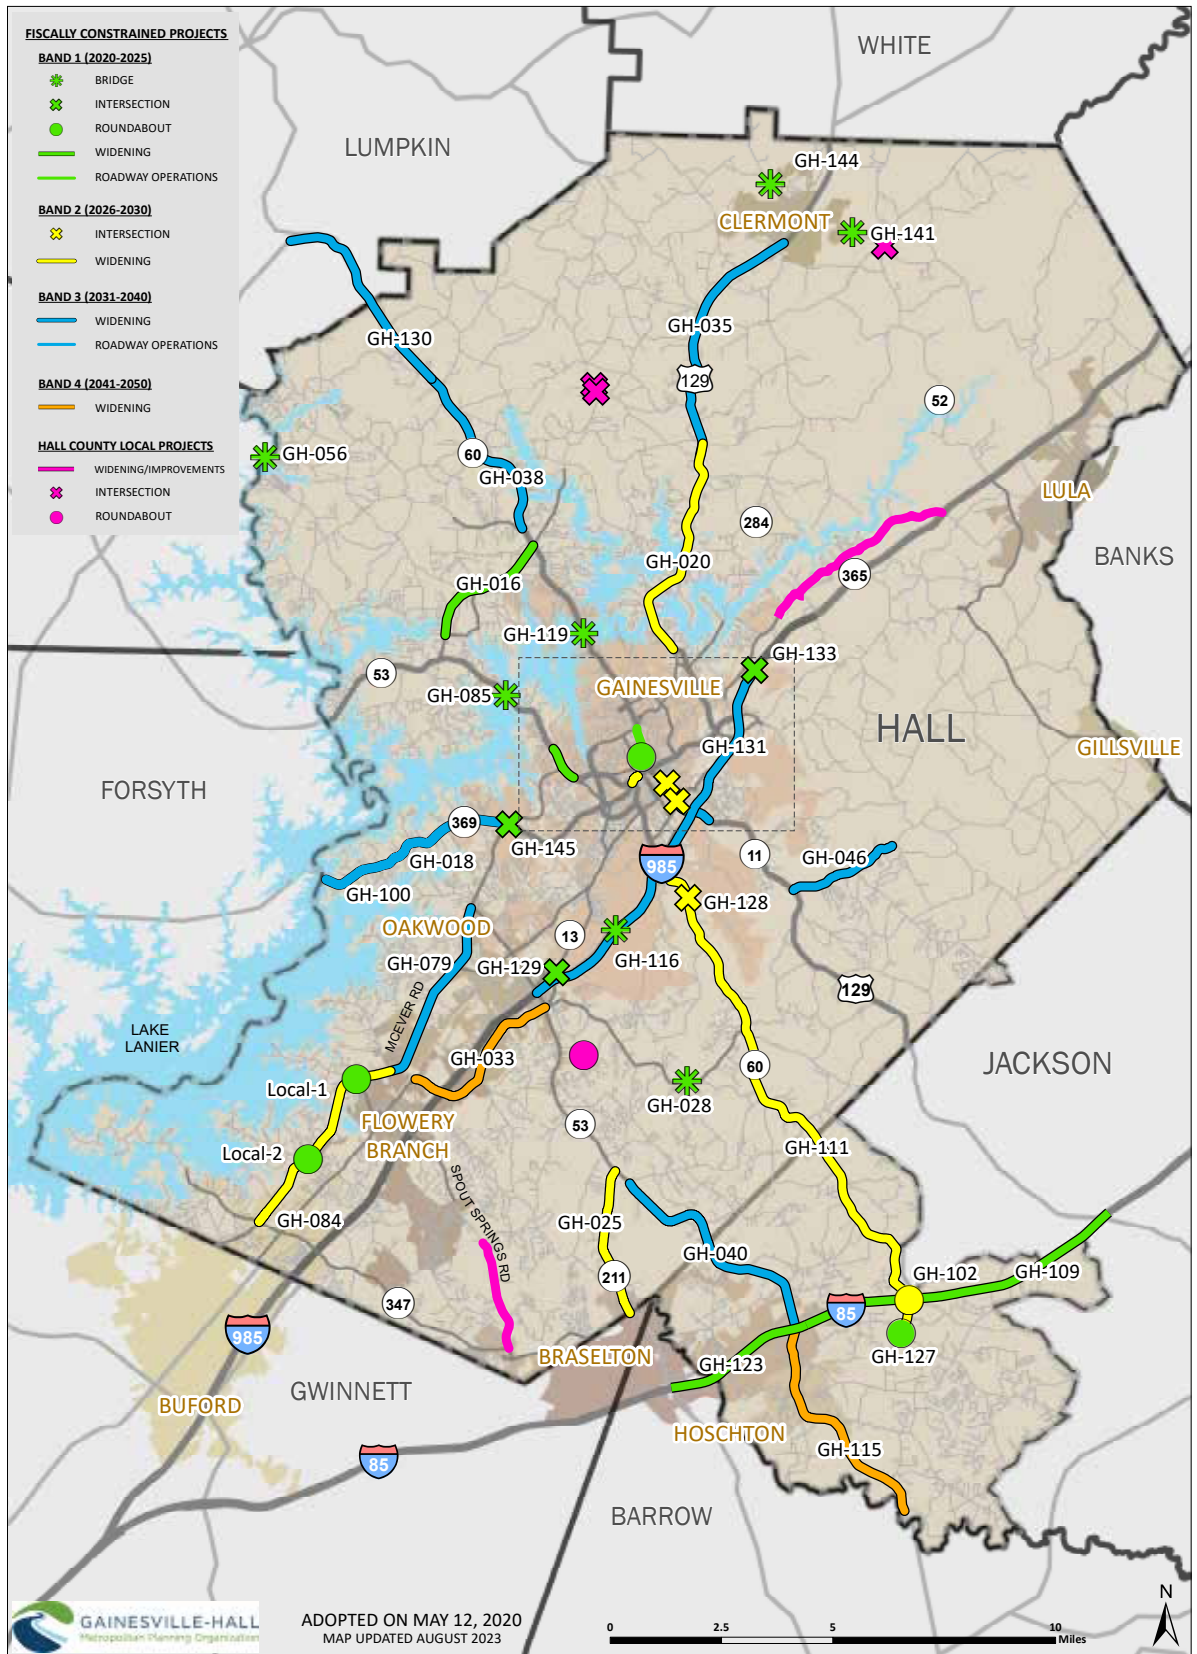 FISCALLY CONSTRAINED PROJECTS
BAND 1 (2020-2025)
BRIDGE
INTERSECTION
ROUNDABOUT
WIDENING
ROADWAY OPERATIONS
BAND 2 (2026-2030)
INTERSECTION
WIDENING
BAND 3 (2031-2040)
WIDENING
ROADWAY OPERATIONS
BAND 4 (2041-2050)
WIDENING
HALL COUNTY LOCAL PROJECTS
WIDENING/IMPROVEMENTS
INTERSECTION
ROUNDABOUT
WHITE
LUMPKIN
GH-144
CLERMONT
GH-141
GH-130
GH-035
129
52
60
GH-056
GH-038
LULA
284
BANKS
GH-020
365
GH-016
GH-119
GH-133
53
GH-085
GAINESVILLE
HALL
GH-131
GILLSVILLE
FORSYTH
369
GH-145
GH-018
985
11
GH-046
GH-100
GH-128
OAKWOOD
13
GH-129
GH-116
GH-079
129
MCEVER RD
LAKE
LANIER
GH-033
60
JACKSON
Local-1
GH-028
FLOWERY
BRANCH
53
Local-2
GH-111
SPOUT SPRINGS RD
GH-084
GH-025
GH-040
GH-102
GH-109
211
347
85
985
GH-127
BRASELTON
GH-123
GWINNETT
BUFORD
HOSCHTON
GH-115
85
BARROW
GAINESVILLE-HALL
Metropolitan Planning Organization
ADOPTED ON MAY 12, 2020
MAP UPDATED AUGUST 2023
0 2.5 5 10
Miles
N